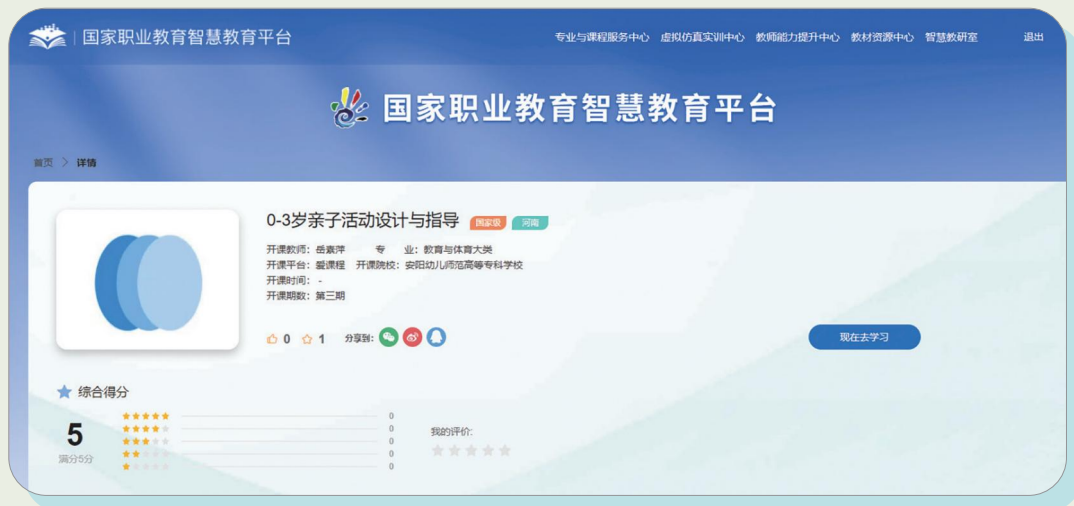 国家职业教育智慧教育平台
专业与课程服务中心 虚拟仿真实训中心 教师能力提升中心 教材资源中心 智慧教研室 退出
国家职业教育智慧教育平台
首页 > 详情
0-3岁亲子活动设计与指导 国家级 河南
开课教师：岳素萍 专 业：教育与体育大类
开课平台：爱课程 开课院校：安阳幼儿师范高等专科学校
开课时间： -
开课期数：第三期
0 1 分享到：
现在去学习
综合得分
5
满分5分
0
0
0
0
0
我的评价：